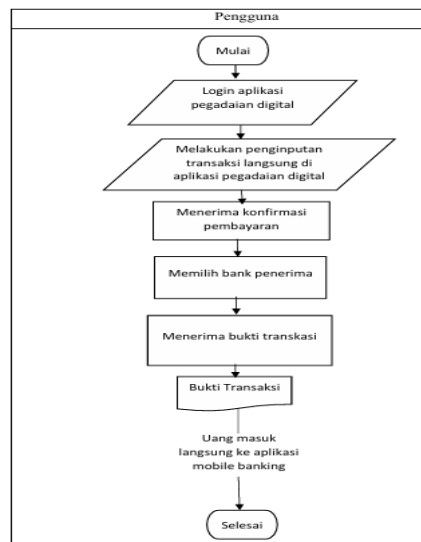 Pengguna
Mulai
Login aplikasi
pegadaian digital
Melakukan penginputan
transaksi langsung di
aplikasi pegadaian digital
Menerima konfirmasi
pembayaran
Memilih bank penerima
Menerima bukti transkasi
Bukti Transaksi
Uang masuk
langsung ke aplikasi
mobile banking
Selesai